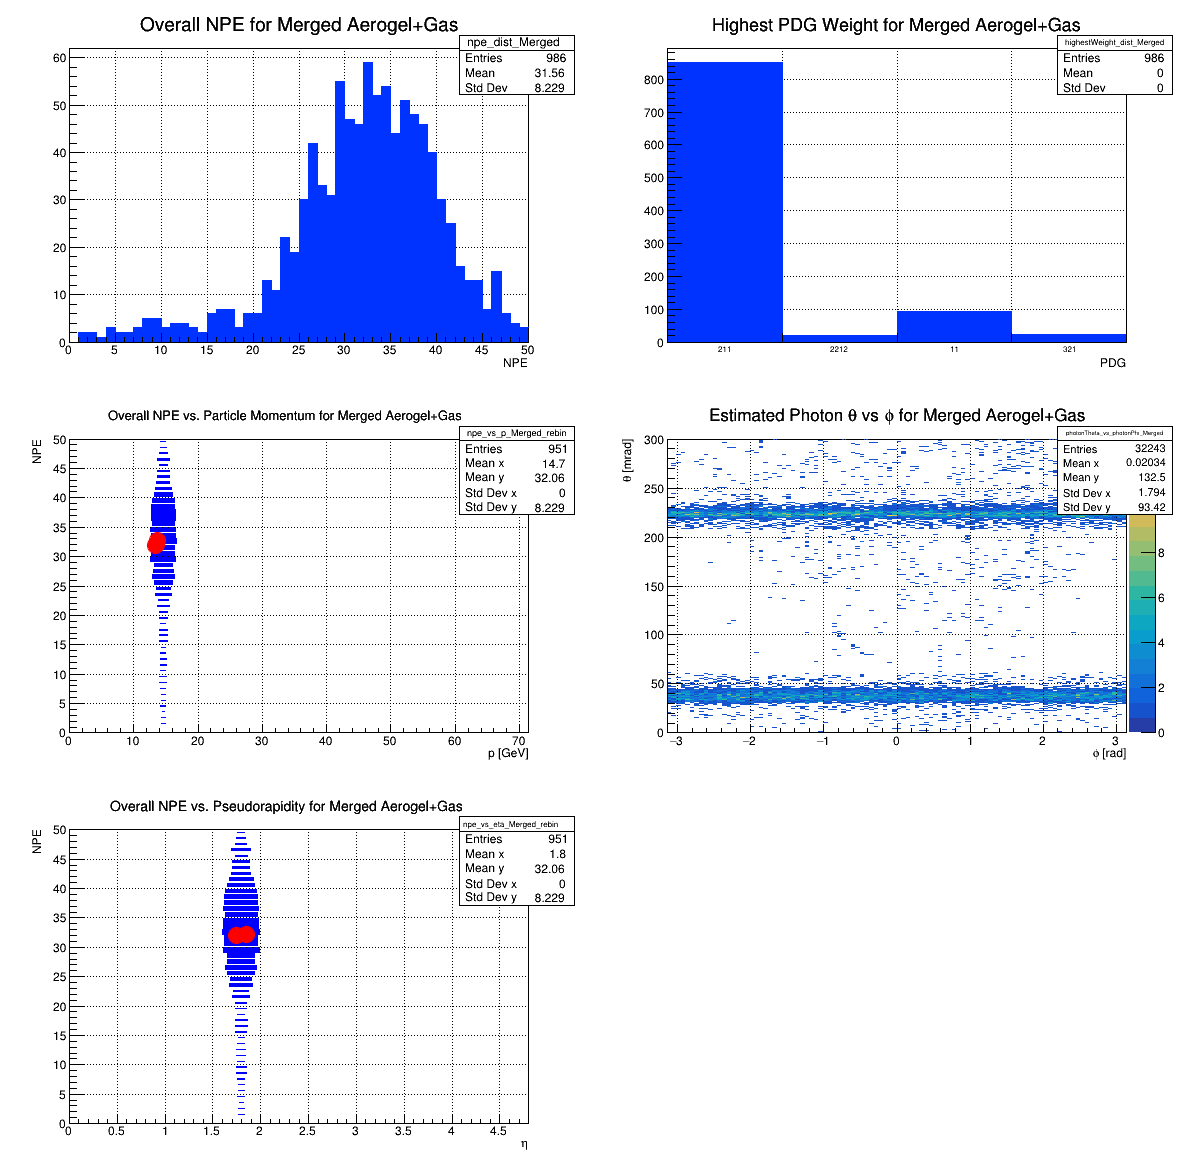 Overall NPE for Merged Aerogel+Gas
npe_dist_Merged
Entries 986
Mean 31.56
Std Dev 8.229
60
50
40
30
20
10
0
0 5 10 15 20 25 30 35 40 45 50
NPE
Highest PDG Weight for Merged Aerogel+Gas
highestWeight_dist_Merged
Entries 986
Mean 0
Std Dev 0
800
700
600
500
400
300
200
100
0
211 2212 11 321
PDG
Overall NPE vs. Particle Momentum for Merged Aerogel+Gas
npe_vs_p_Merged_rebin
Entries 951
Mean x 14.7
Mean y 32.06
Std Dev x 0
Std Dev y 8.229
NPE
50
45
40
35
30
25
20
15
10
5
0
0 10 20 30 40 50 60 70
p [GeV]
Estimated Photon θ vs ϕ for Merged Aerogel+Gas
photonTheta_vs_photonPhi_Merged
Entries 32243
Mean x 0.02034
Mean y 132.5
Std Dev x 1.794
Std Dev y 93.42
θ [mrad]
300
250
200
150
100
50
0
−3 −2 −1 0 1 2 3
ϕ [rad]
8
6
4
2
0
Overall NPE vs. Pseudorapidity for Merged Aerogel+Gas
npe_vs_eta_Merged_rebin
Entries 951
Mean x 1.8
Mean y 32.06
Std Dev x 0
Std Dev y 8.229
NPE
50
45
40
35
30
25
20
15
10
5
0
0 0.5 1 1.5 2 2.5 3 3.5 4 4.5
η